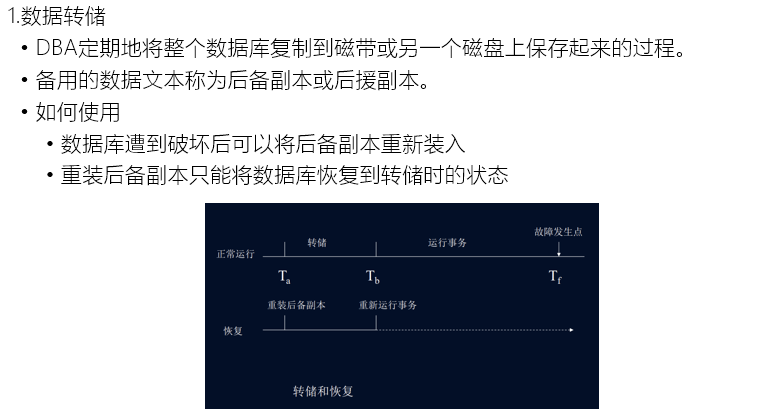 1.数据转储
• DBA定期地将整个数据库复制到磁带或另一个磁盘上保存起来的过程。
• 备用的数据文本称为后备副本或后援副本。
• 如何使用
• 数据库遭到破坏后可以将后备副本重新装入
• 重装后备副本只能将数据库恢复到转储时的状态
故障发生点
转储 运行事务
正常运行
Ta Tb Tf
重装后备副本 重新运行事务
恢复
转储和恢复